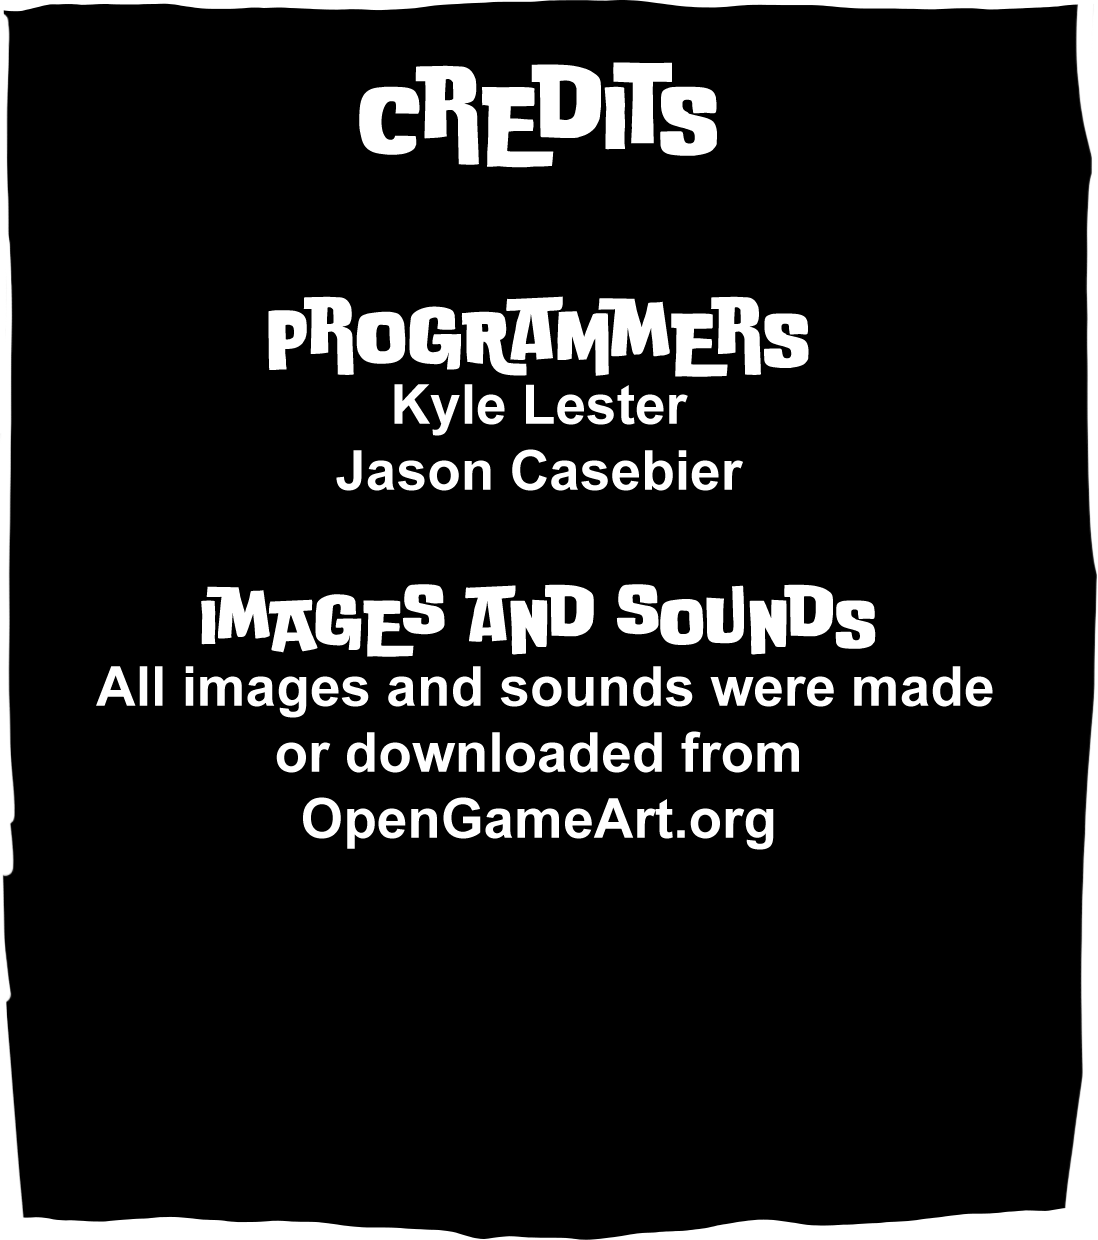 CREDITS
PROGRAMMERS
Kyle Lester
Jason Casebier
IMAGES AND SOUNDS
All images and sounds were made
or downloaded from
OpenGameArt.org